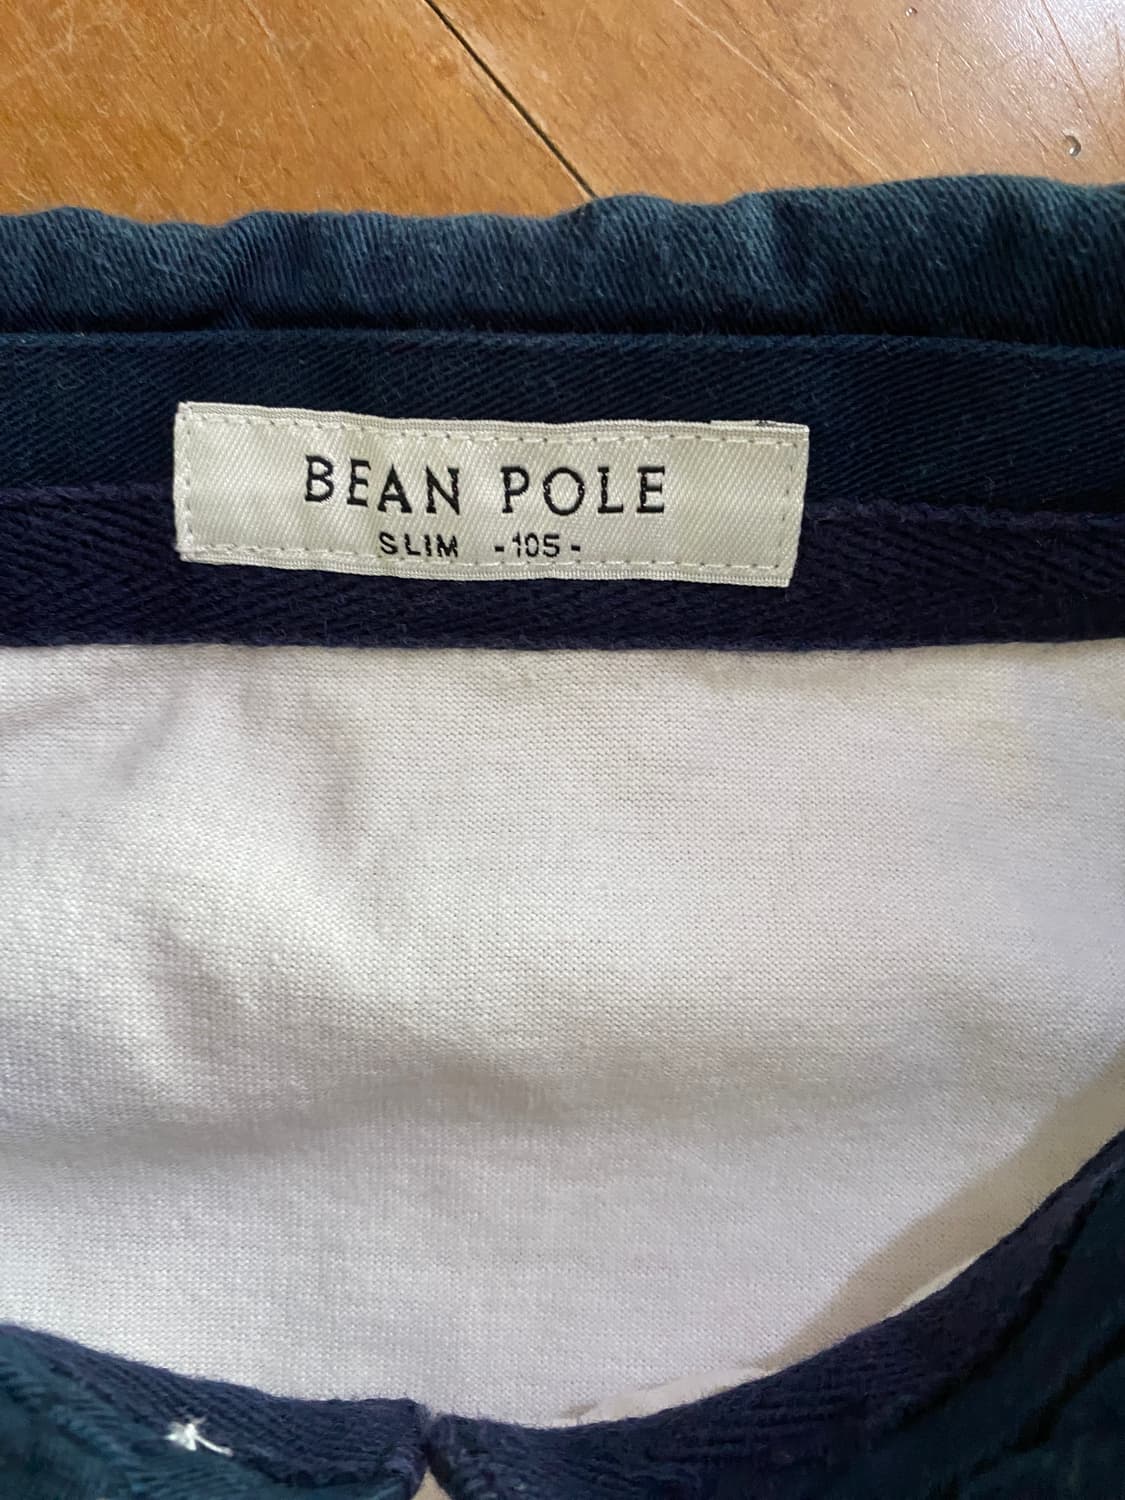 BEAN POLE
SLIM -105-